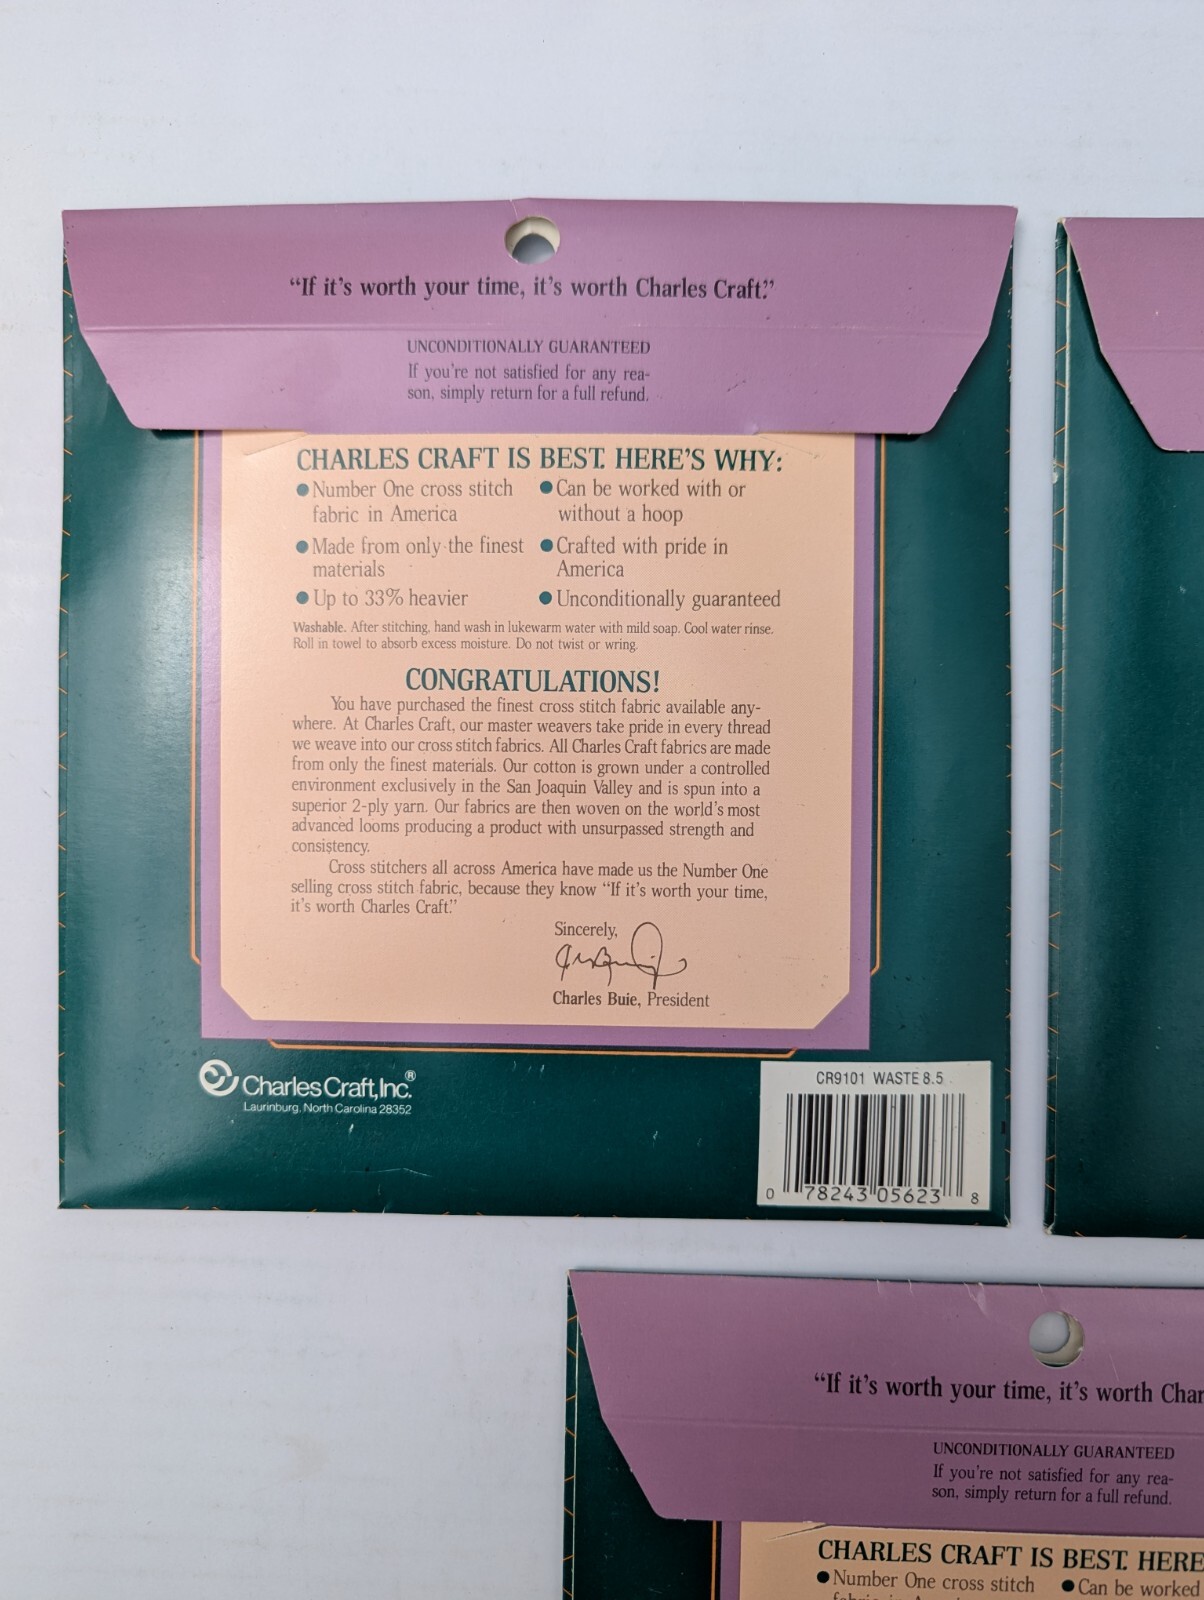 “If it's worth your time, it's worth Charles Craft.”
UNCONDITIONALLY GUARANTEED
If you're not satisfied for any rea-
son, simply return for a full refund.
CHARLES CRAFT IS BEST. HERE'S WHY:
● Number One cross stitch
fabric in America
● Made from only the finest
materials
● Up to 33% heavier
● Can be worked with or
without a hoop
● Crafted with pride in
America
● Unconditionally guaranteed
Washable. After stitching, hand wash in lukewarm water with mild soap. Cool water rinse.
Roll in towel to absorb excess moisture. Do not twist or wring.
CONGRATULATIONS!
You have purchased the finest cross stitch fabric available any-
where. At Charles Craft, our master weavers take pride in every thread
we weave into our cross stitch fabrics. All Charles Craft fabrics are made
from only the finest materials. Our cotton is grown under a controlled
environment exclusively in the San Joaquin Valley and is spun into a
superior 2-ply yarn. Our fabrics are then woven on the world's most
advanced looms producing a product with unsurpassed strength and
consistency.
Cross stitchers all across America have made us the Number One
selling cross stitch fabric, because they know “If it's worth your time,
it's worth Charles Craft.”
Sincerely,
Charles Buie, President
Charles Craft, Inc.®
Laurinburg, North Carolina 28352
CR9101 WASTE 8.5
0 78243 05623 8
“If it's worth your time, it's worth Char
UNCONDITIONALLY GUARANTEED
If you're not satisfied for any rea-
son, simply return for a full refund.
CHARLES CRAFT IS BEST. HERE
● Number One cross stitch
● Can be worked